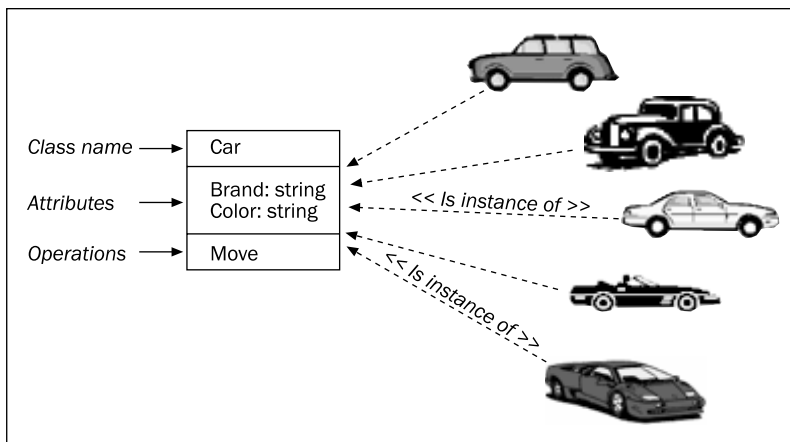 Class name
Car
Attributes
Brand: string
Color: string
<< Is instance of >>
Operations
Move
<< Is instance of >>